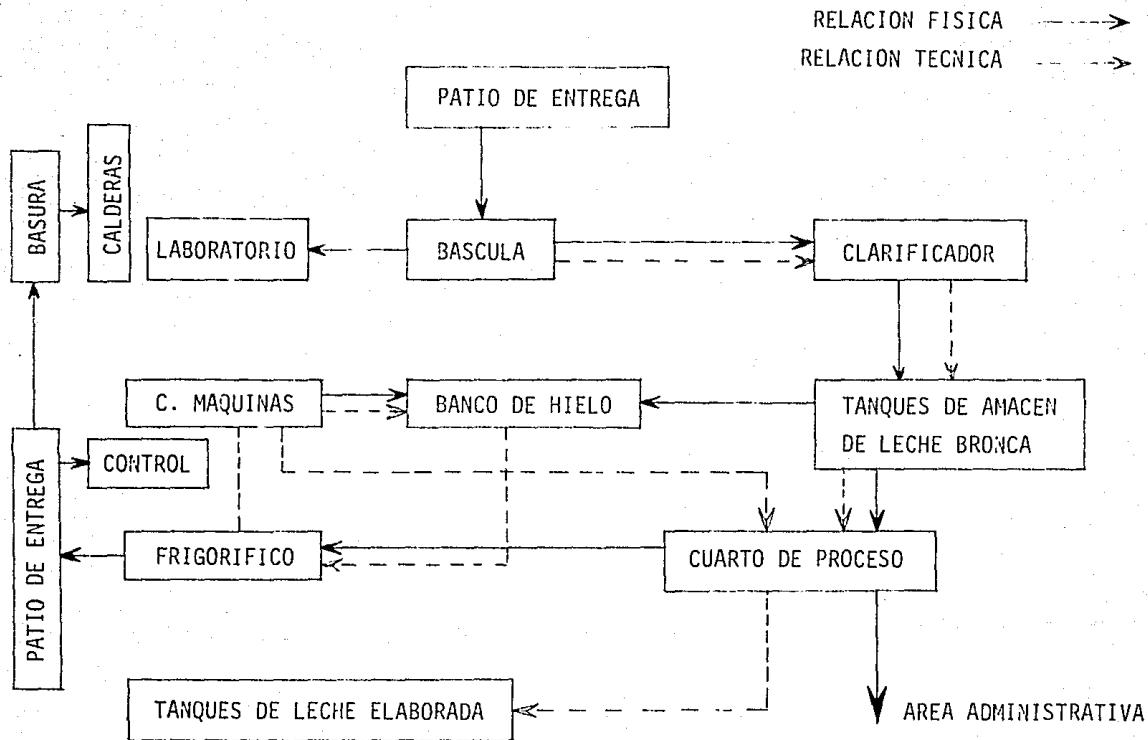 RELACION FISICA
RELACION TECNICA
PATIO DE ENTREGA
BASURA
CALDERAS
LABORATORIO
BASCULA
CLARIFICADOR
C. MAQUINAS
BANCO DE HIELO
TANQUES DE AMACEN
DE LECHE BRONCA
PATIO DE ENTREGA
CONTROL
FRIGORIFICO
CUARTO DE PROCESO
TANQUES DE LECHE ELABORADA
AREA ADMINISTRATIVA